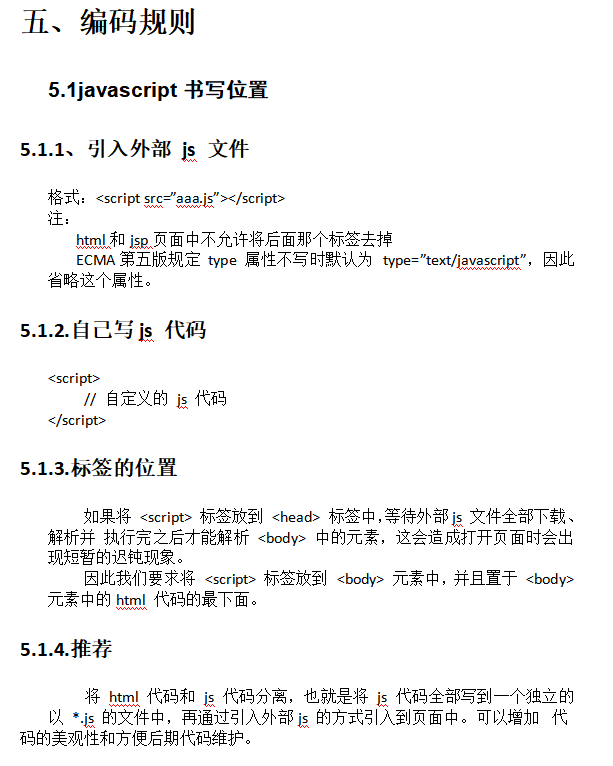 五、编码规则
5.1javascript 书写位置
5.1.1、引入外部 js 文件
格式：<script src=”aaa.js”></script>
注：
html 和 jsp 页面中不允许将后面那个标签去掉
ECMA 第五版规定 type 属性不写时默认为 type=”text/javascript”，因此
省略这个属性。
5.1.2.自己写 js 代码
<script>
// 自定义的 js 代码
</script>
5.1.3.标签的位置
如果将 <script> 标签放到 <head> 标签中，等待外部 js 文件全部下载、
解析并 执行完之后才能解析 <body> 中的元素，这会造成打开页面时会出
现短暂的迟钝现象。
因此我们要求将 <script> 标签放到 <body> 元素中，并且置于 <body>
元素中的 html 代码的最下面。
5.1.4.推荐
将 html 代码和 js 代码分离，也就是将 js 代码全部写到一个独立的
以 *.js 的文件中，再通过引入外部 js 的方式引入到页面中。可以增加 代
码的美观性和方便后期代码维护。